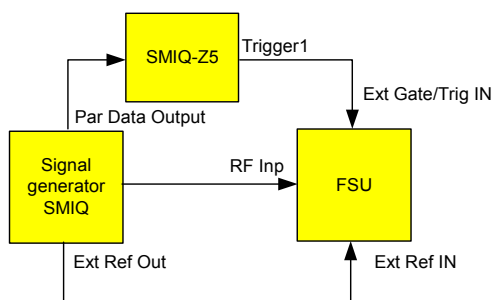 SMIQ-Z5
Trigger1
Ext Gate/Trig IN
Par Data Output
Signal
generator
SMIQ
RF Inp
FSU
Ext Ref Out
Ext Ref IN